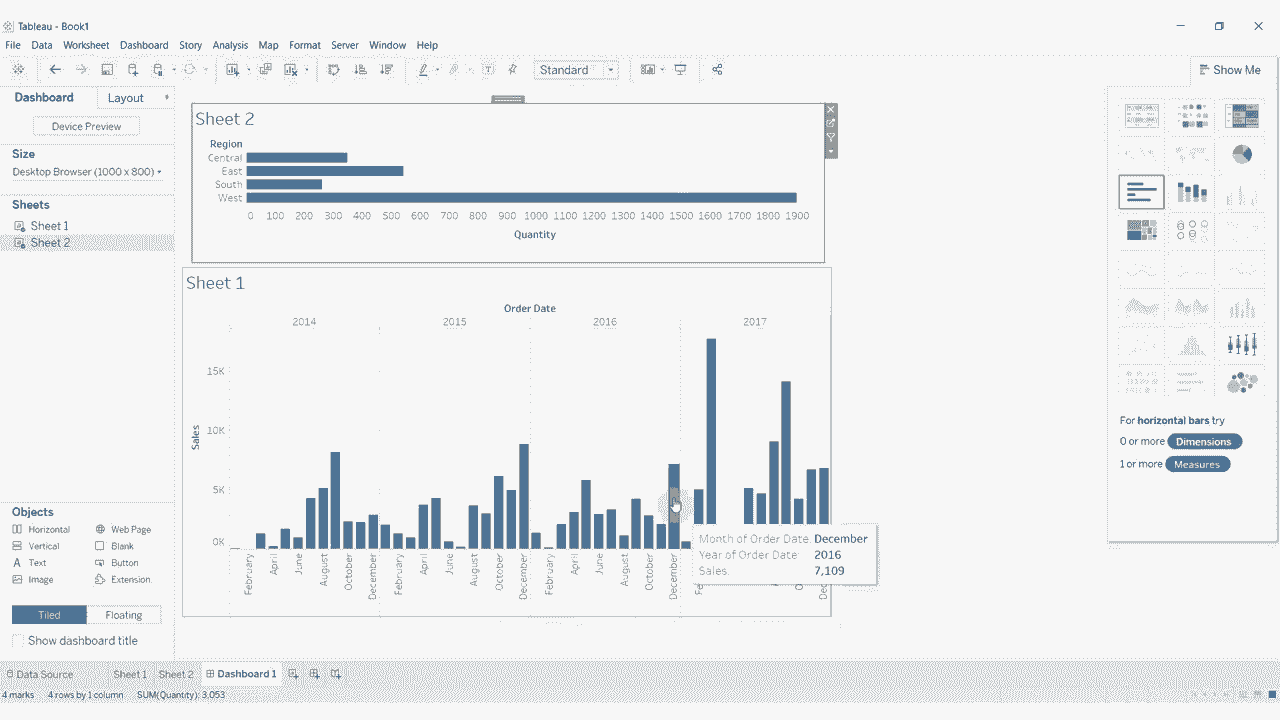 Tableau - Book1
File Data Worksheet Dashboard Story Analysis Map Format Server Window Help
Standard
Show Me
Dashboard Layout
Device Preview
Size
Desktop Browser (1000 x 800)
Sheets
Sheet 1
Sheet 2
Objects
Horizontal Web Page
Vertical Blank
Text Button
Image Extension
Tiled Floating
Show dashboard title
Sheet 2
Region
Central
East
South
West
0 100 200 300 400 500 800 900 1000 1100 1200 1300 1400 1500 1600 1700 1800 1900
Quantity
Sheet 1
Order Date
2014 2015 2016 2017
15K
10K
5K
0K
Sales
February April June August October December February April June August October December February April June August October December
Month of Order Date: December
Year of Order Date: 2016
Sales: 7,109
For horizontal bars try
0 or more Dimensions
1 or more Measures
Data Source Sheet 1 Sheet 2 Dashboard 1
4 marks 4 rows by 1 column SUM(Quantity): 3,053